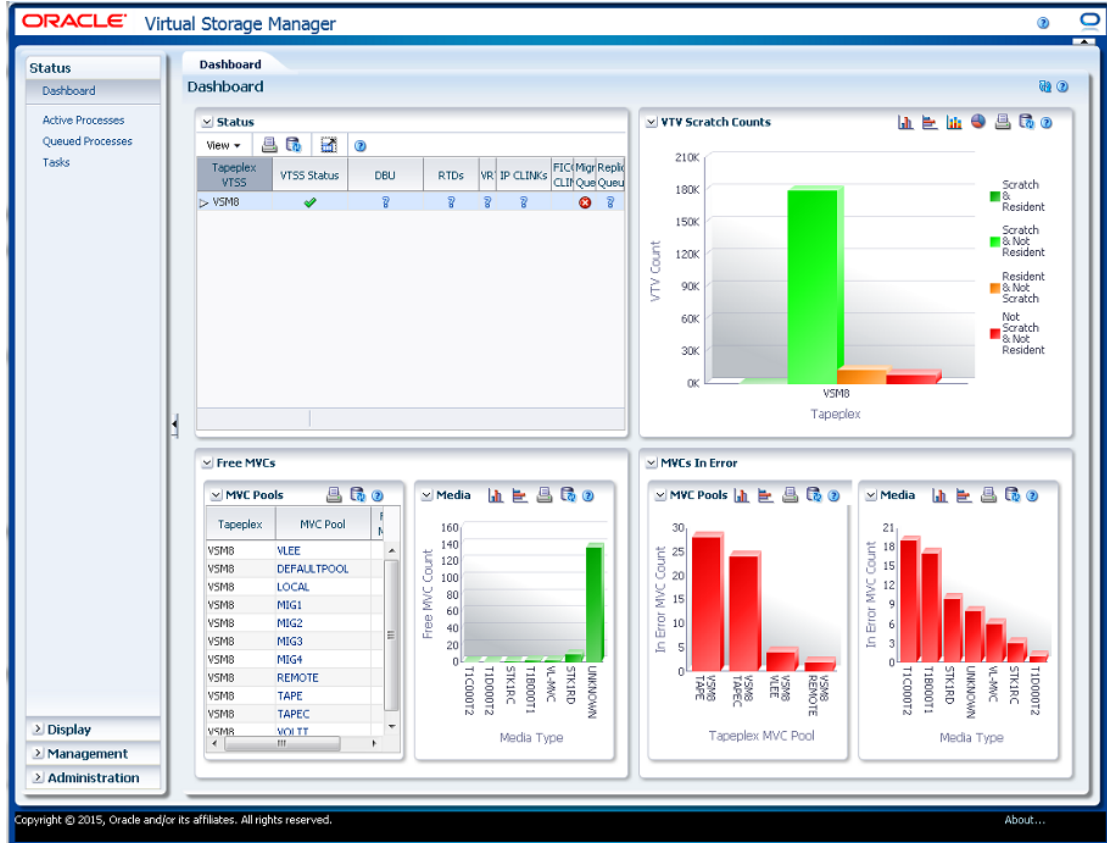 ORACLE Virtual Storage Manager
Status
Dashboard
Active Processes
Queued Processes
Tasks
Display
Management
Administration
Dashboard
Dashboard
Status
View
Tapeplex VTSS
VTSS Status
DBU
RTDs
VR
IP CLINKs
FIC
CLIN
Migr
Que
Replic
Queu
VSM8
VTV Scratch Counts
210K
180K
150K
120K
90K
60K
30K
0K
VTV Count
VSM8
Tapeplex
Scratch & Resident
Scratch & Not Resident
Resident & Not Scratch
Not Scratch & Not Resident
Free MVCs
MVC Pools
Tapeplex MVC Pool
VSM8 VLEE
VSM8 DEFAULTPOOL
VSM8 LOCAL
VSM8 MIG1
VSM8 MIG2
VSM8 MIG3
VSM8 MIG4
VSM8 REMOTE
VSM8 TAPE
VSM8 TAPEC
VSM8 VOLTT
Media
160
140
120
100
80
60
40
20
0
Free MVC Count
T1C000T2
T1D000T2
STK1RC
T1B000T1
VL-MVC
STK1RD
UNKNOWN
Media Type
MVCs In Error
MVC Pools
30
25
20
15
10
5
0
In Error MVC Count
VSM8 TAPE
VSM8 TAPEC
VSM8 VLEE
VSM8 REMOTE
Tapeplex MVC Pool
Media
21
18
15
12
9
6
3
0
In Error MVC Count
T1C000T2
T1B000T1
STK1RD
UNKNOWN
VL-MVC
STK1RC
T1D000T2
Media Type
Copyright © 2015, Oracle and/or its affiliates. All rights reserved.
About...